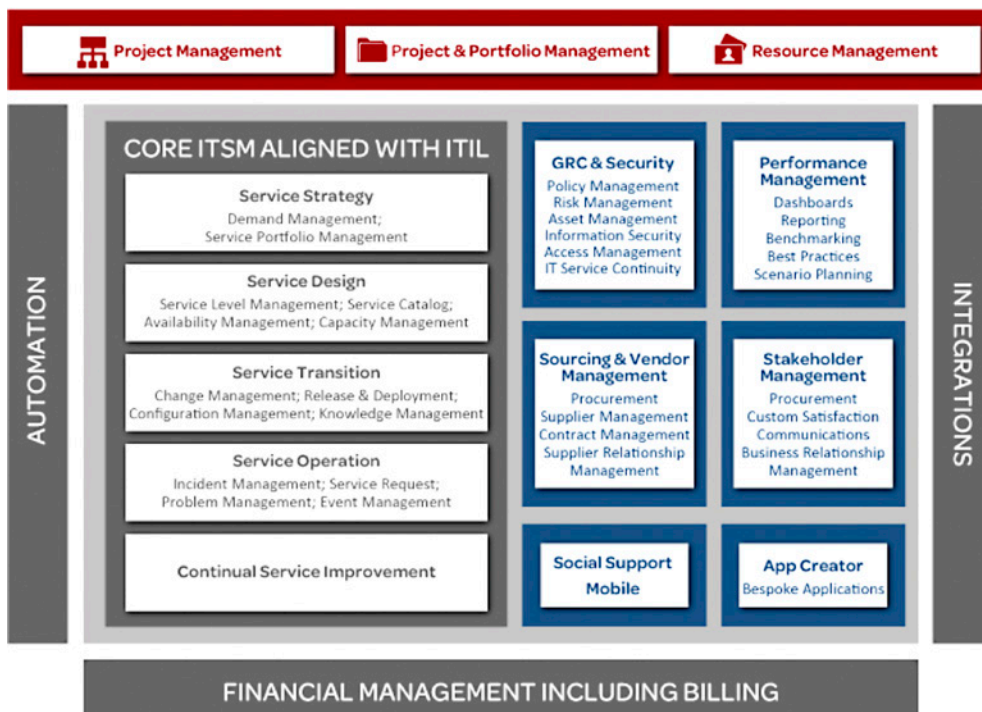 Project Management
Project & Portfolio Management
Resource Management
AUTOMATION
CORE ITSM ALIGNED WITH ITIL
Service Strategy
Demand Management;
Service Portfolio Management
Service Design
Service Level Management; Service Catalog;
Availability Management; Capacity Management
Service Transition
Change Management; Release & Deployment;
Configuration Management; Knowledge Management
Service Operation
Incident Management; Service Request;
Problem Management; Event Management
Continual Service Improvement
GRC & Security
Policy Management
Risk Management
Asset Management
Information Security
Access Management
IT Service Continuity
Performance
Management
Dashboards
Reporting
Benchmarking
Best Practices
Scenario Planning
Sourcing & Vendor
Management
Procurement
Supplier Management
Contract Management
Supplier Relationship
Management
Stakeholder
Management
Procurement
Custom Satisfaction
Communications
Business Relationship
Management
Social Support
Mobile
App Creator
Bespoke Applications
INTEGRATIONS
FINANCIAL MANAGEMENT INCLUDING BILLING